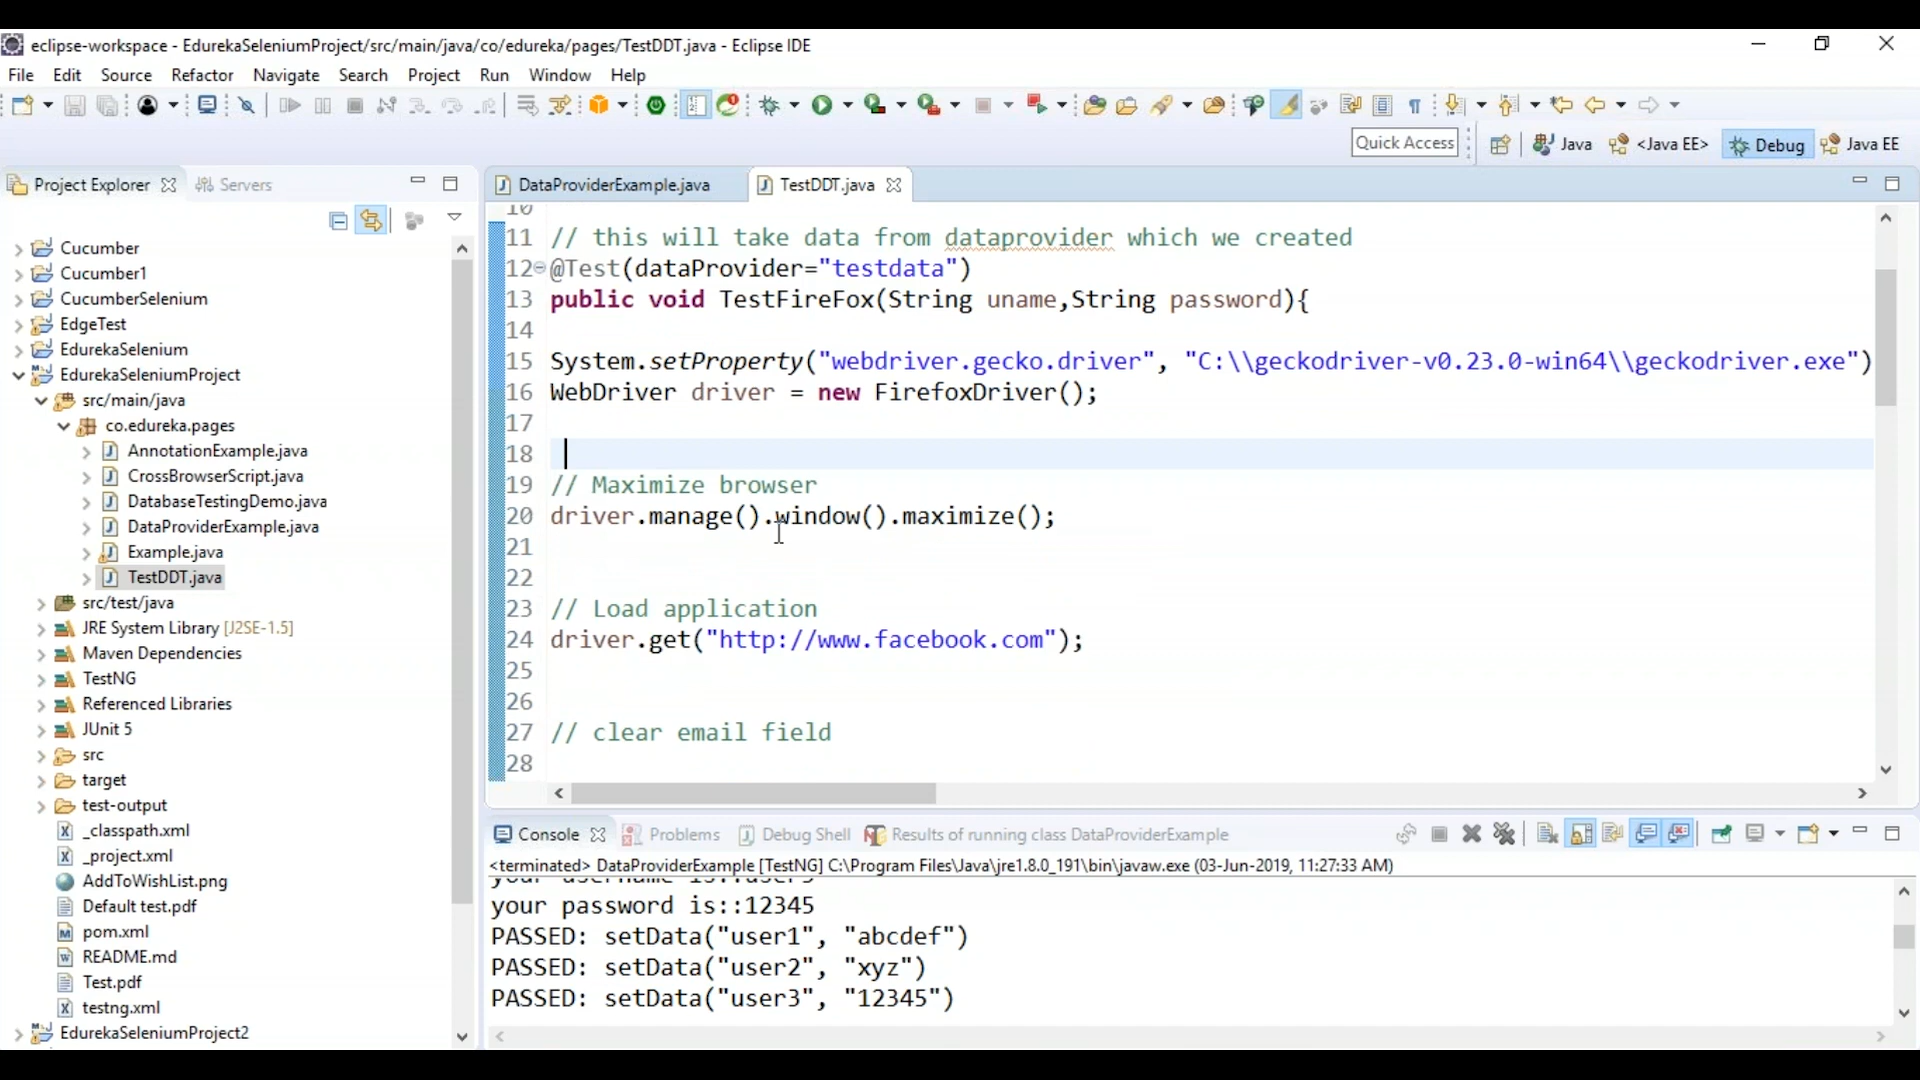 eclipse-workspace - EdurekaSeleniumProject/src/main/java/co/edureka/pages/TestDDT.java - Eclipse IDE
File Edit Source Refactor Navigate Search Project Run Window Help
Quick Access Java <Java EE> Debug Java EE
Project Explorer Servers
Cucumber
Cucumber1
CucumberSelenium
EdgeTest
EdurekaSelenium
EdurekaSeleniumProject
src/main/java
co.edureka.pages
AnnotationExample.java
CrossBrowserScript.java
DatabaseTestingDemo.java
DataProviderExample.java
Example.java
TestDDT.java
src/test/java
JRE System Library [J2SE-1.5]
Maven Dependencies
TestNG
Referenced Libraries
JUnit 5
src
target
test-output
_classpath.xml
_project.xml
AddToWishList.png
Default test.pdf
pom.xml
README.md
Test.pdf
testng.xml
EdurekaSeleniumProject2
DataProviderExample.java TestDDT.java
10
11 // this will take data from dataprovider which we created
12 @Test(dataProvider="testdata")
13 public void TestFireFox(String uname,String password){
14
15 System.setProperty("webdriver.gecko.driver", "C:\\geckodriver-v0.23.0-win64\\geckodriver.exe")
16 WebDriver driver = new FirefoxDriver();
17
18
19 // Maximize browser
20 driver.manage().window().maximize();
21
22
23 // Load application
24 driver.get("http://www.facebook.com");
25
26
27 // clear email field
28
Console Problems Debug Shell Results of running class DataProviderExample
<terminated> DataProviderExample [TestNG] C:\Program Files\Java\jre1.8.0_191\bin\javaw.exe (03-Jun-2019, 11:27:33 AM)
your username is::user3
your password is::12345
PASSED: setData("user1", "abcdef")
PASSED: setData("user2", "xyz")
PASSED: setData("user3", "12345")